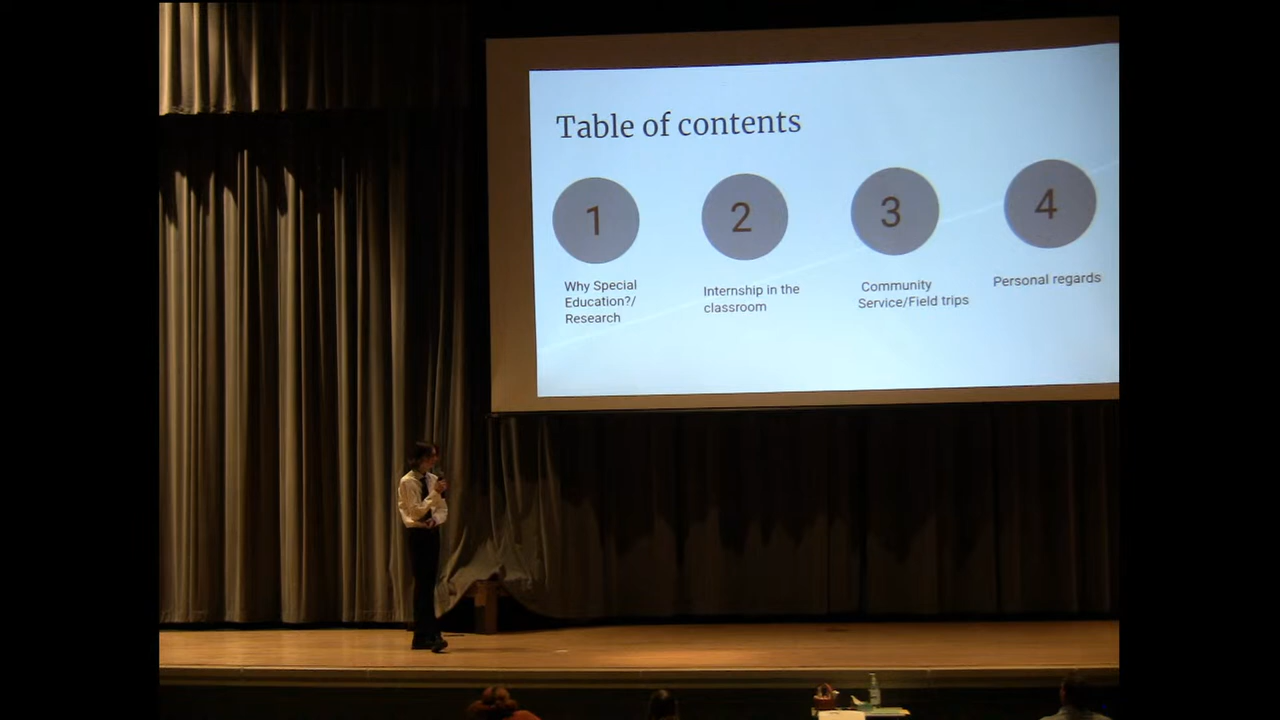 Table of contents
1
2
3
4
Why Special
Education?/
Research
Internship in the
classroom
Community
Service/Field trips
Personal regards